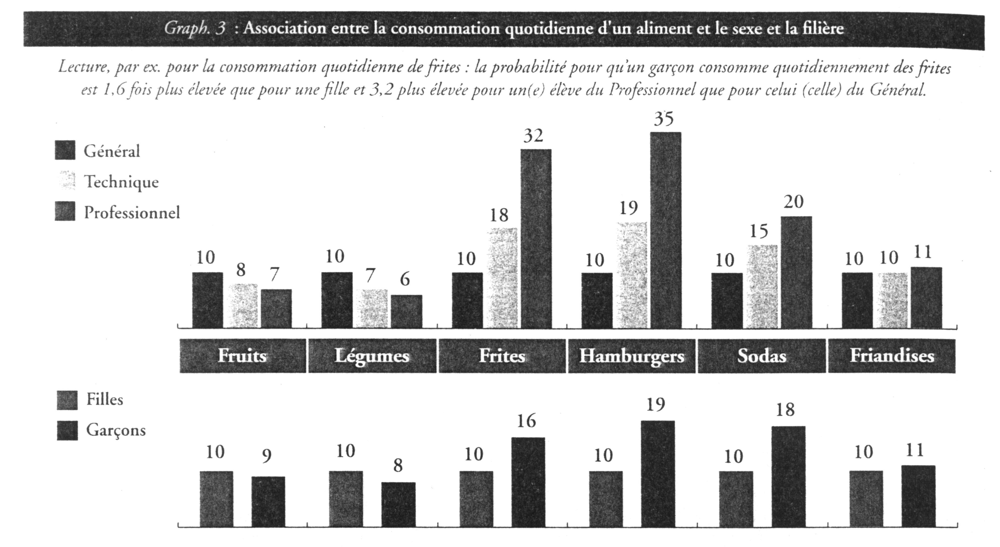 Graph. 3 : Association entre la consommation quotidienne d'un aliment et le sexe et la filière
Lecture, par ex. pour la consommation quotidienne de frites : la probabilité pour qu'un garçon consomme quotidiennement des frites
est 1,6 fois plus élevée que pour une fille et 3,2 plus élevée pour un(e) élève du Professionnel que pour celui (celle) du Général.
Général
Technique
Professionnel
10 8 7 10 7 6 10 18 32 10 19 35 10 15 20 10 10 11
Fruits Légumes Frites Hamburgers Sodas Friandises
Filles
Garçons
10 9 10 8 10 16 10 19 10 18 10 11